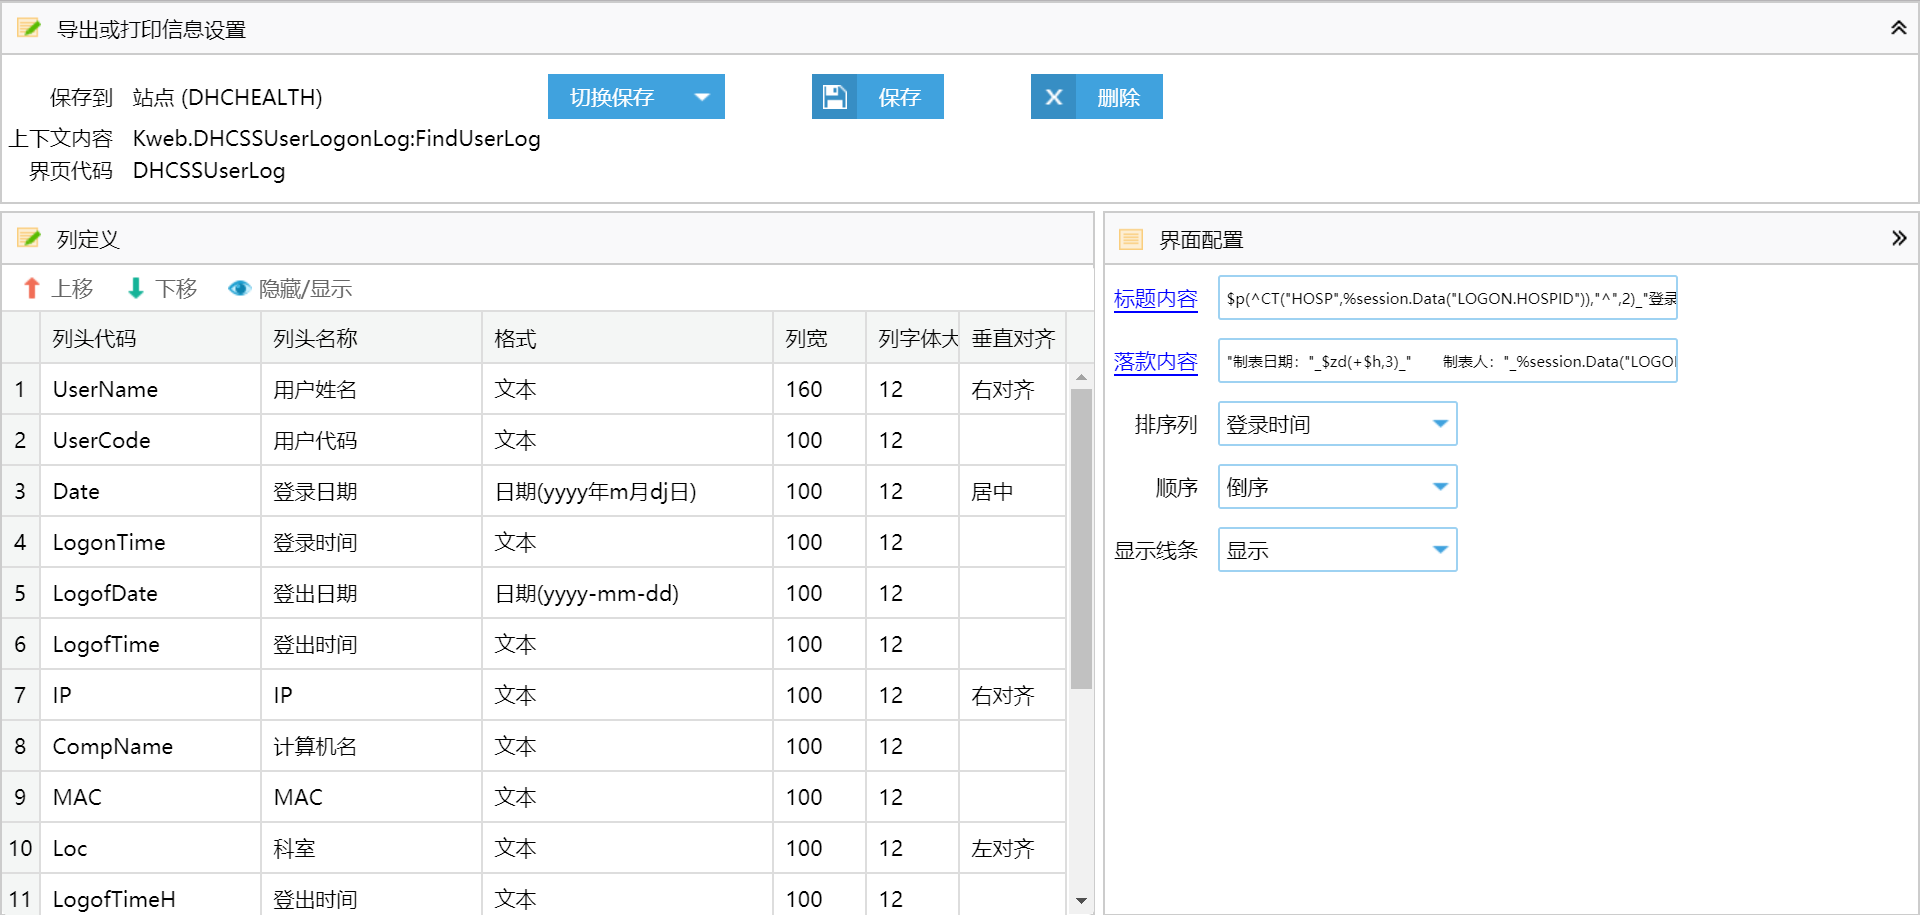 导出或打印信息设置
保存到 站点 (DHCHEALTH) 切换保存 保存 删除
上下文内容 Kweb.DHCSSUserLogonLog:FindUserLog
界页代码 DHCSSUserLog
列定义
上移 下移 隐藏/显示
列头代码 列头名称 格式 列宽 列字体大 垂直对齐
1 UserName 用户姓名 文本 160 12 右对齐
2 UserCode 用户代码 文本 100 12
3 Date 登录日期 日期(yyyy年m月dj日) 100 12 居中
4 LogonTime 登录时间 文本 100 12
5 LogofDate 登出日期 日期(yyyy-mm-dd) 100 12
6 LogofTime 登出时间 文本 100 12
7 IP IP 文本 100 12 右对齐
8 CompName 计算机名 文本 100 12
9 MAC MAC 文本 100 12
10 Loc 科室 文本 100 12 左对齐
11 LogofTimeH 登出时间 文本 100 12
界面配置
标题内容 $p(^CT("HOSP",%session.Data("LOGON.HOSPID")),"^",2)_"登录
落款内容 "制表日期："_$zd(+$h,3)_" 制表人："_%session.Data("LOGO
排序列 登录时间
顺序 倒序
显示线条 显示